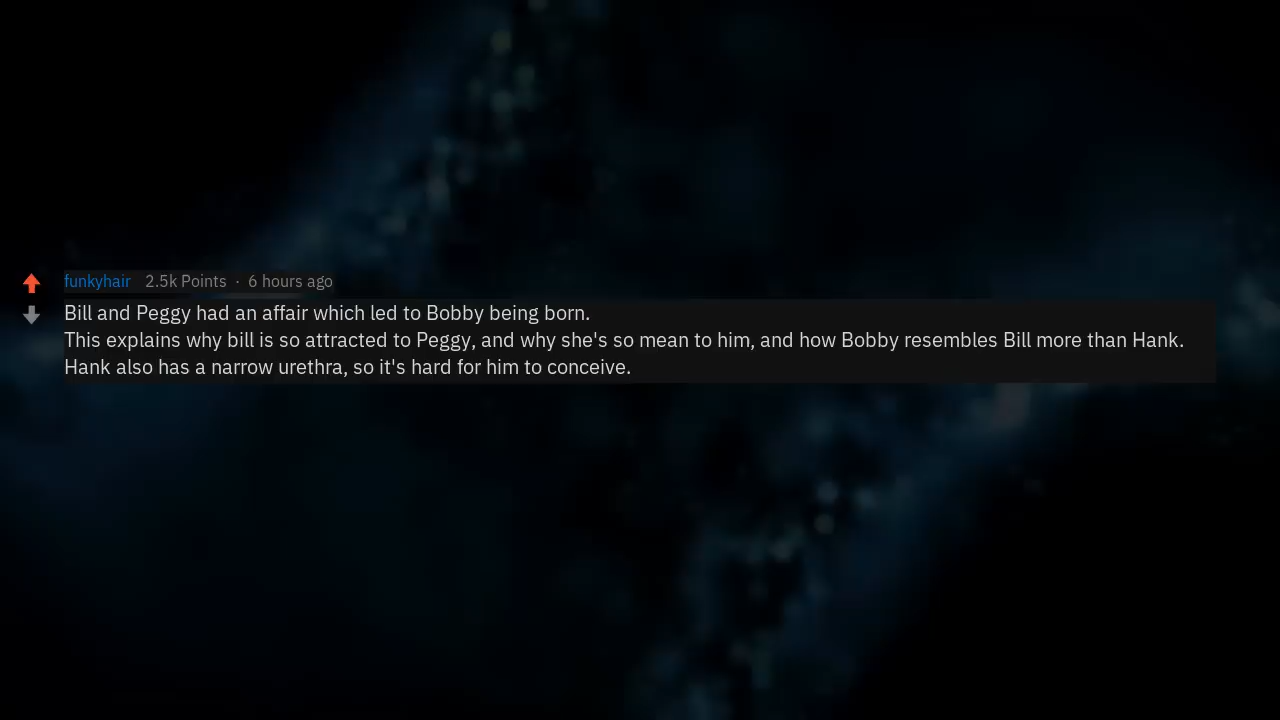 funkyhair 2.5k Points · 6 hours ago
Bill and Peggy had an affair which led to Bobby being born.
This explains why bill is so attracted to Peggy, and why she's so mean to him, and how Bobby resembles Bill more than Hank.
Hank also has a narrow urethra, so it's hard for him to conceive.